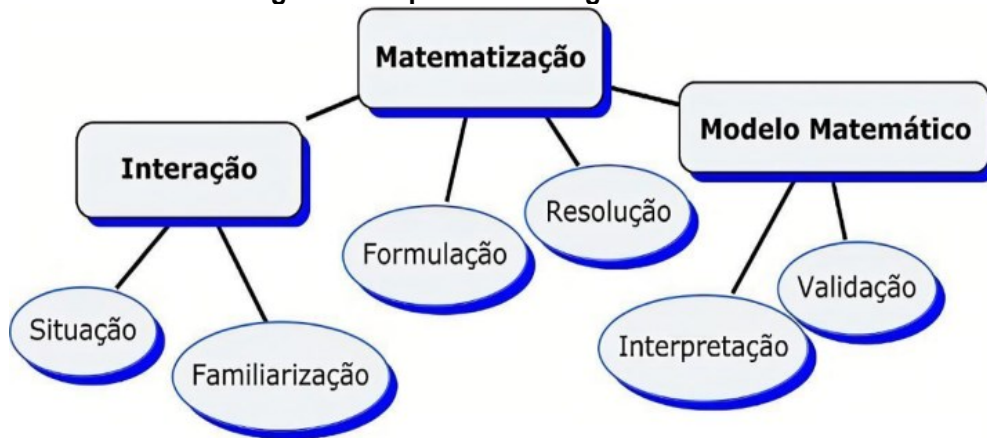 Matematização
Modelo Matemático
Interação
Resolução
Formulação
Validação
Situação
Interpretação
Familiarização